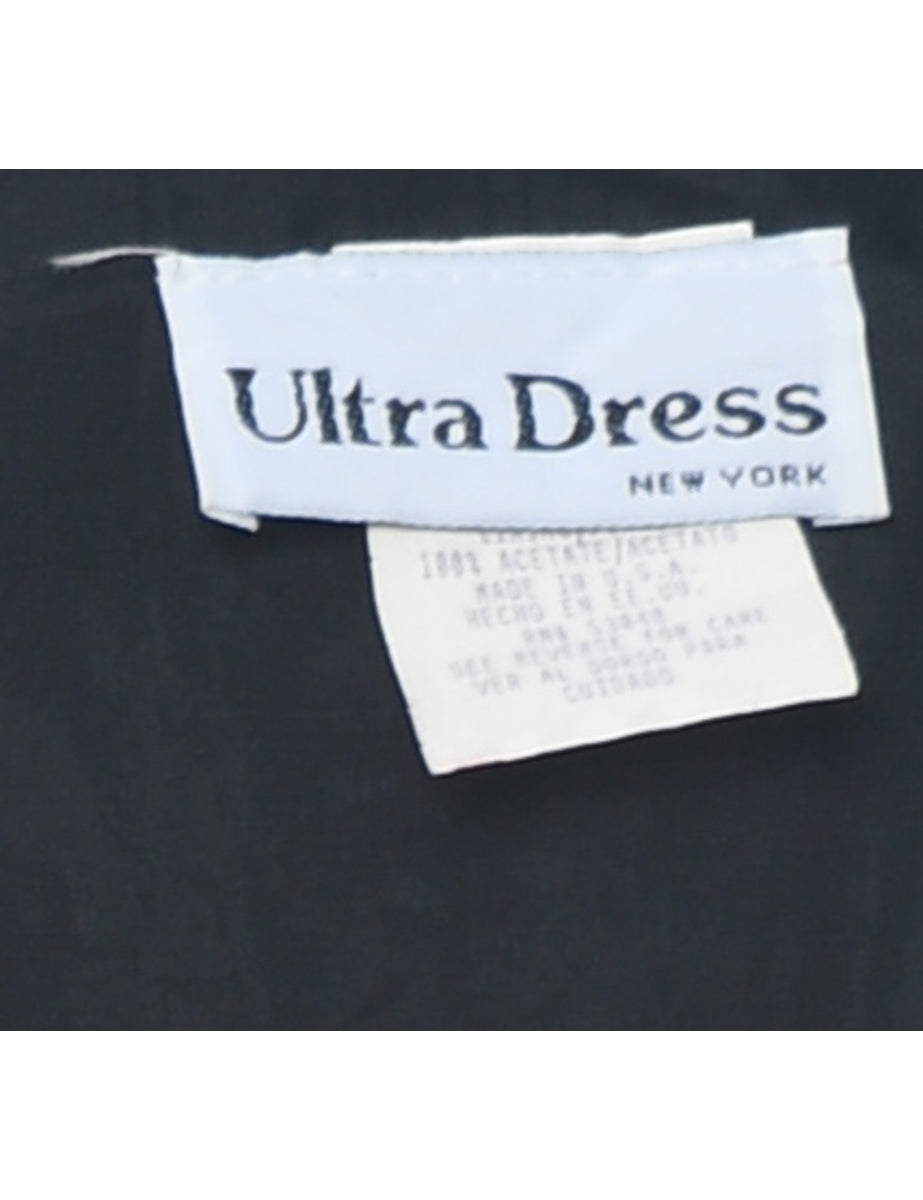 Ultra Dress
NEW YORK
100% ACETATE/ACETATO
MADE IN U.S.A.
HECHO EN EE.UU.
RN#
SEE REVERSE FOR CARE
VER AL DORSO PARA
CUIDADO